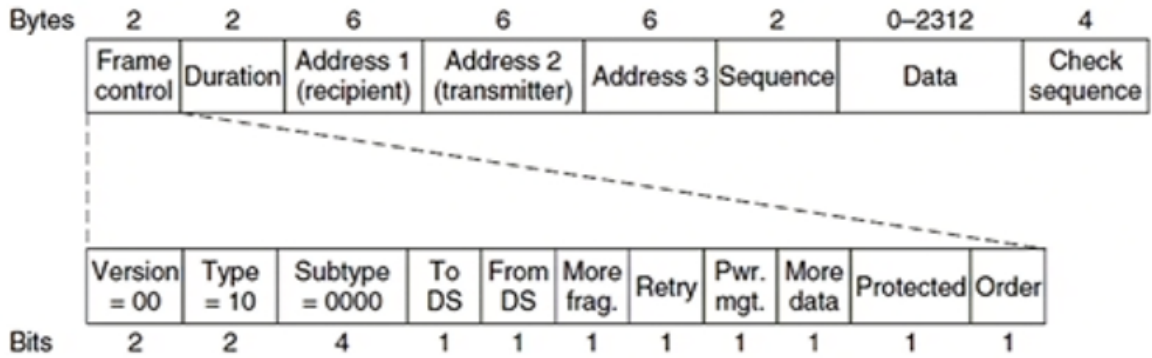 Bytes 2 2 6 6 6 2 0–2312 4
Frame control Duration Address 1 (recipient) Address 2 (transmitter) Address 3 Sequence Data Check sequence
Version = 00 Type = 10 Subtype = 0000 To DS From DS More frag. Retry Pwr. mgt. More data Protected Order
Bits 2 2 4 1 1 1 1 1 1 1 1